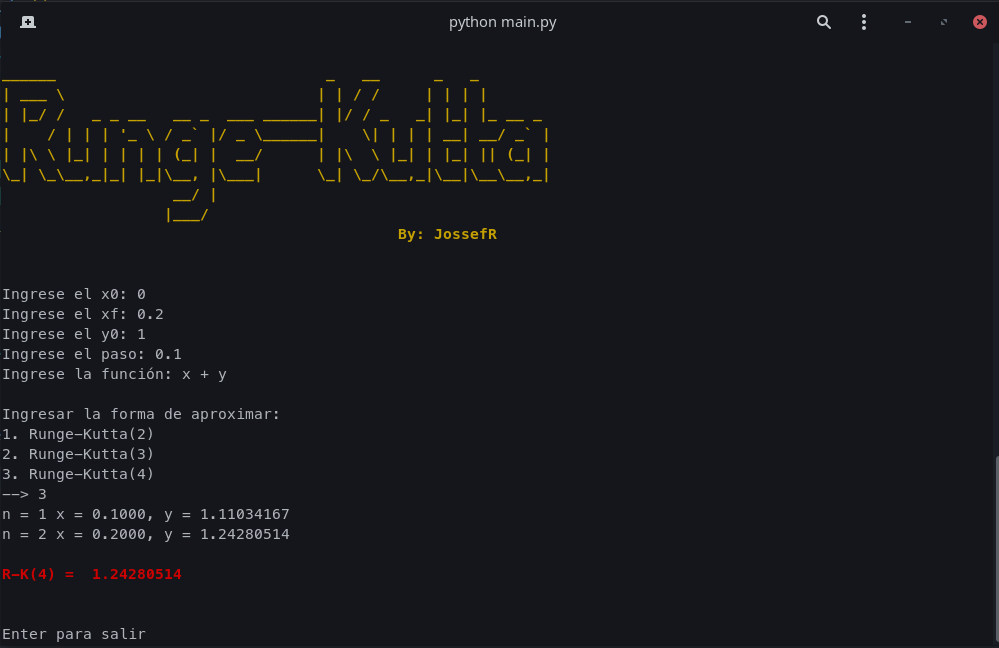 python main.py
Runge-Kutta
By: JossefR
Ingrese el x0: 0
Ingrese el xf: 0.2
Ingrese el y0: 1
Ingrese el paso: 0.1
Ingrese la función: x + y
Ingresar la forma de aproximar:
1. Runge-Kutta(2)
2. Runge-Kutta(3)
3. Runge-Kutta(4)
--> 3
n = 1 x = 0.1000, y = 1.11034167
n = 2 x = 0.2000, y = 1.24280514
R-K(4) =  1.24280514
Enter para salir